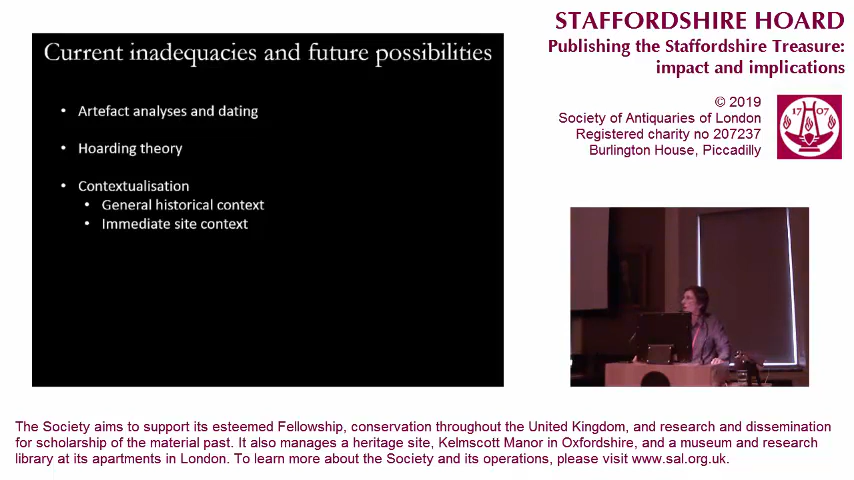 Current inadequacies and future possibilities
• Artefact analyses and dating
• Hoarding theory
• Contextualisation
• General historical context
• Immediate site context
STAFFORDSHIRE HOARD
Publishing the Staffordshire Treasure:
impact and implications
© 2019
Society of Antiquaries of London
Registered charity no 207237
Burlington House, Piccadilly
17 07
The Society aims to support its esteemed Fellowship, conservation throughout the United Kingdom, and research and dissemination
for scholarship of the material past. It also manages a heritage site, Kelmscott Manor in Oxfordshire, and a museum and research
library at its apartments in London. To learn more about the Society and its operations, please visit www.sal.org.uk.